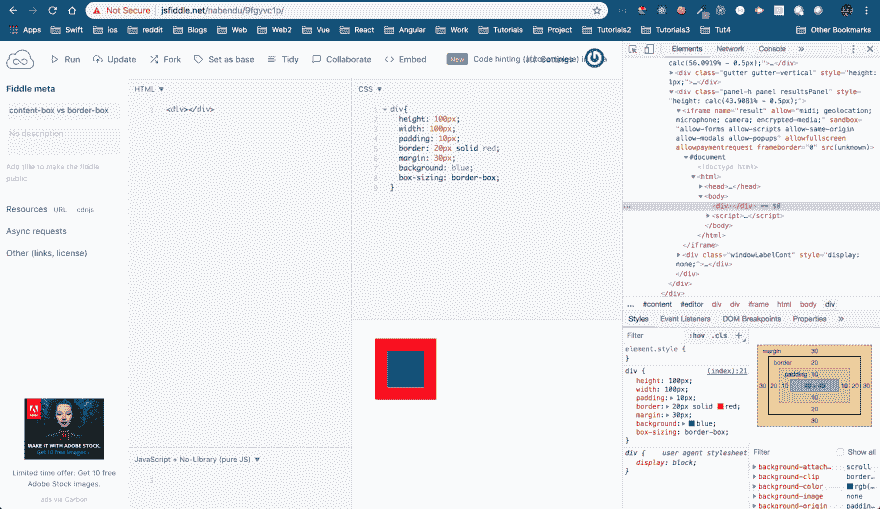 Not Secure | jsfiddle.net/nabendu/9fgyvc1p/
Apps Swift ios reddit Blogs Web Web2 Vue React Angular Work Tutorials Project Tutorials2 Tutorials3 Tut4 Other Bookmarks
Run Update Fork Set as base Tidy Collaborate Embed New Code hinting Settings
Elements Network Console »
Fiddle meta
content-box vs border-box
No description
Add title to make the fiddle
public
Resources URL cdnjs
Async requests
Other (links, license)
MAKE IT WITH ADOBE STOCK.
Get 10 free images ›
Limited time offer: Get 10 free
Adobe Stock images.
ads via Carbon
HTML ▼
1 <div></div>
CSS ▼
1 div{
2 height: 100px;
3 width: 100px;
4 padding: 10px;
5 border: 20px solid red;
6 margin: 30px;
7 background: blue;
8 box-sizing: border-box;
9 }
JavaScript + No-Library (pure JS) ▼
1
calc(56.0919% - 0.5px);">…</div>
<div class="gutter gutter-vertical" style="height:
1px;">…</div>
<div class="panel-h panel resultsPanel" style=
"height: calc(43.9081% - 0.5px);">
<iframe name="result" allow="midi; geolocation;
microphone; camera; encrypted-media;" sandbox=
"allow-forms allow-scripts allow-same-origin
allow-modals allow-popups" allowfullscreen
allowpaymentrequest frameborder="0" src(unknown)>
#document
<!doctype html>
<html>
<head>…</head>
<body>
… <div></div> == $0
<script>…</script>
</body>
</html>
</iframe>
<div class="windowLabelCont" style="display:
none;">…</div>
</div>
</div>
</div>
… #content #editor div div iframe html body div
Styles Event Listeners DOM Breakpoints Properties »
Filter :hov .cls +
element.style {
}
div { (index):21
height: 100px;
width: 100px;
padding: 10px;
border: 20px solid red;
margin: 30px;
background: blue;
box-sizing: border-box;
}
div { user agent stylesheet
display: block;
}
margin 30
border 20
padding 10
30 20 10 40 × 40 10 20 30
10
20
30
Filter Show all
background-attach… scroll
background-clip border…
background-color rgb(…
background-image none
background-origin paddin…